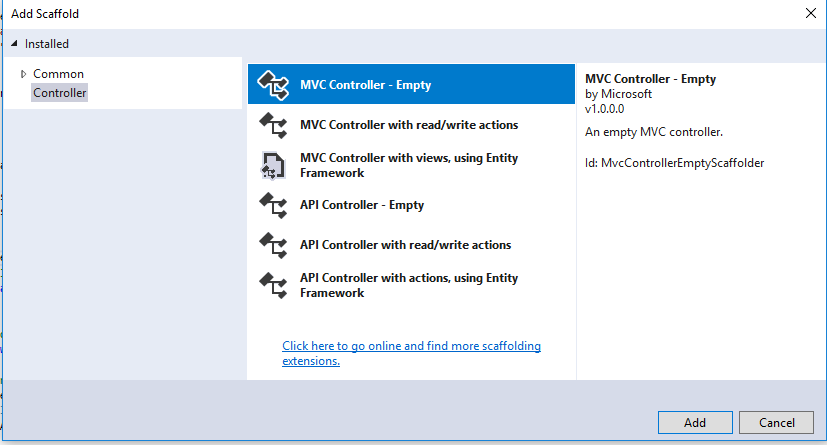 Add Scaffold
Installed
Common
Controller
MVC Controller - Empty
MVC Controller with read/write actions
MVC Controller with views, using Entity
Framework
API Controller - Empty
API Controller with read/write actions
API Controller with actions, using Entity
Framework
Click here to go online and find more scaffolding
extensions.
MVC Controller - Empty
by Microsoft
v1.0.0.0
An empty MVC controller.
Id: MvcControllerEmptyScaffolder
Add
Cancel